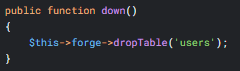 public function down()
{
    $this->forge->dropTable('users');
}